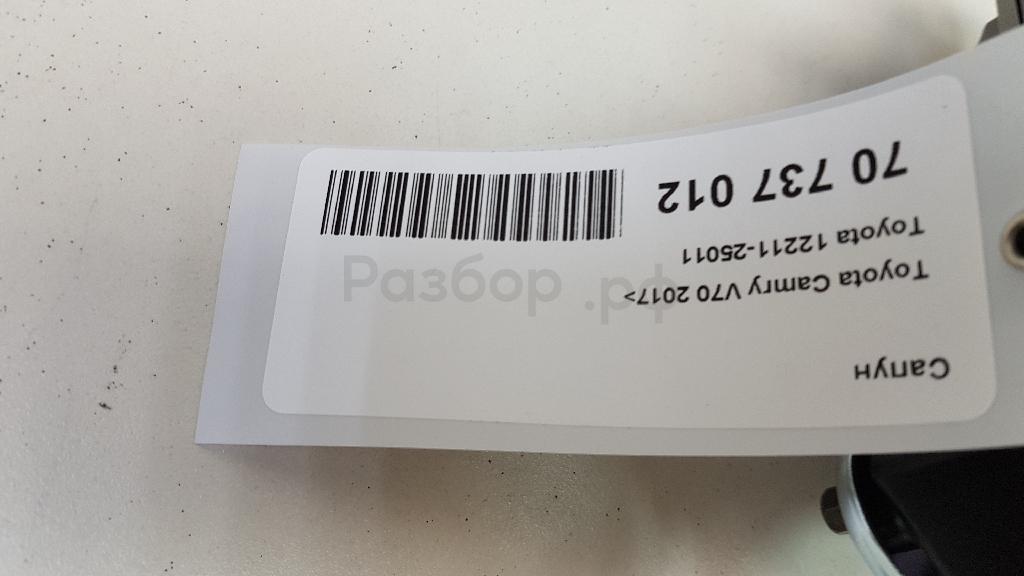 Сапун
Toyota Camry V70 2017>
Toyota 12211-25011
70 737 012
Разбор .рф